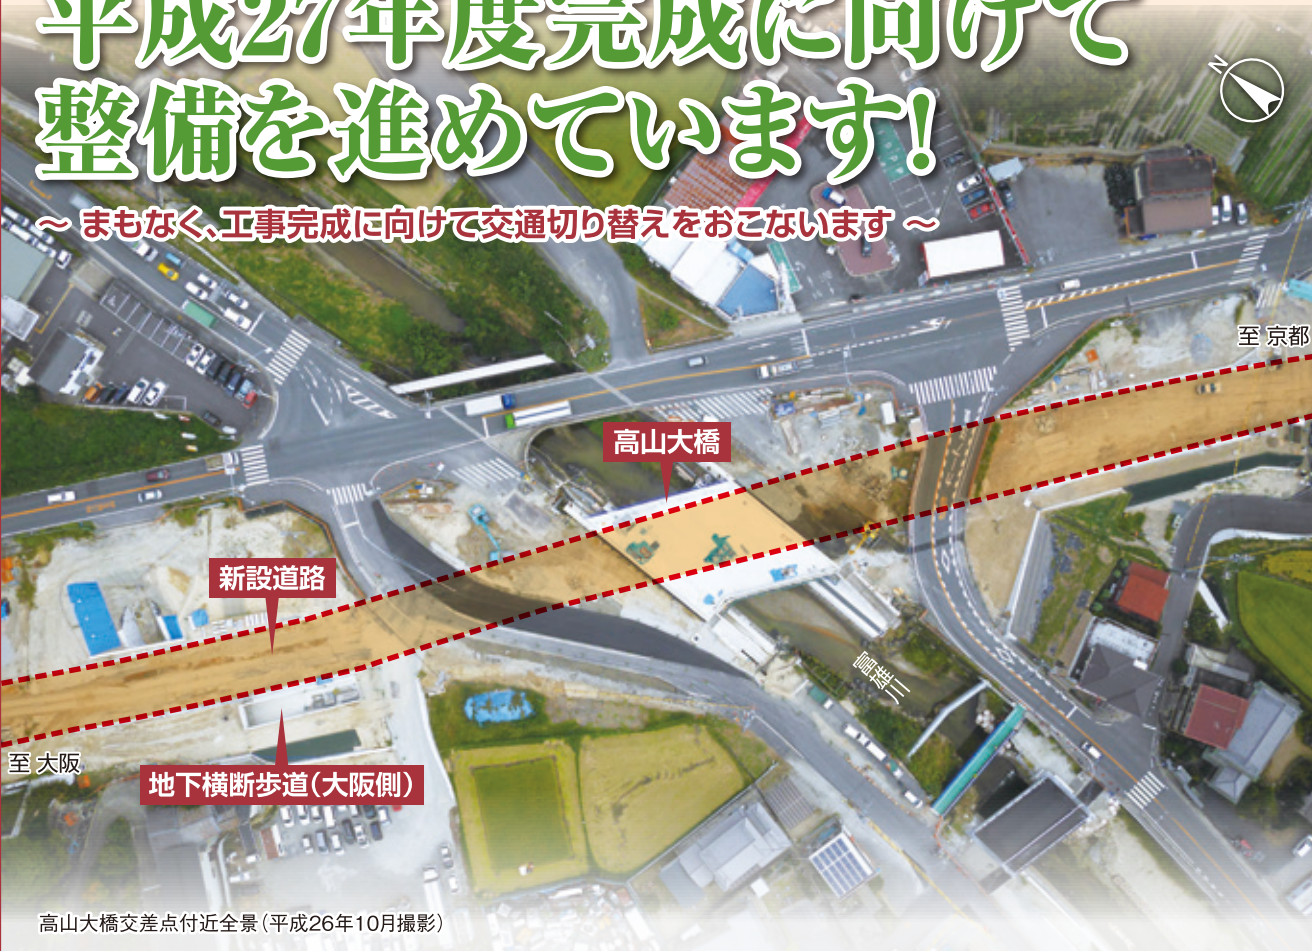 平成27年度完成に向けて
整備を進めています!
～ まもなく、工事完成に向けて交通切り替えをおこないます ～
N
至 京都
高山大橋
新設道路
富雄川
至 大阪
地下横断歩道（大阪側）
高山大橋交差点付近全景（平成26年10月撮影）